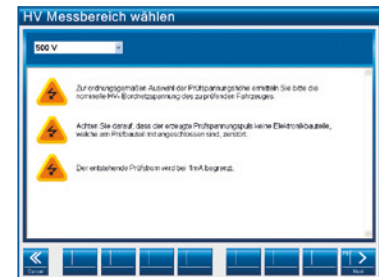 HV Messbereich wählen
500 V
Zur ordnungsgemäßen Auswahl der Prüfspannungshöhe ermitteln Sie bitte die
nominelle HV- Bordnetzspannung des zu prüfenden Fahrzeuges.
Achten Sie darauf, dass der erzeugte Prüfspannungspuls keine Elektronikbauteile,
welche am Prüfbauteil mit angeschlossen sind, zerstört.
Der entstehende Prüfstrom wird bei 1mA begrenzt.
Cancel
Next